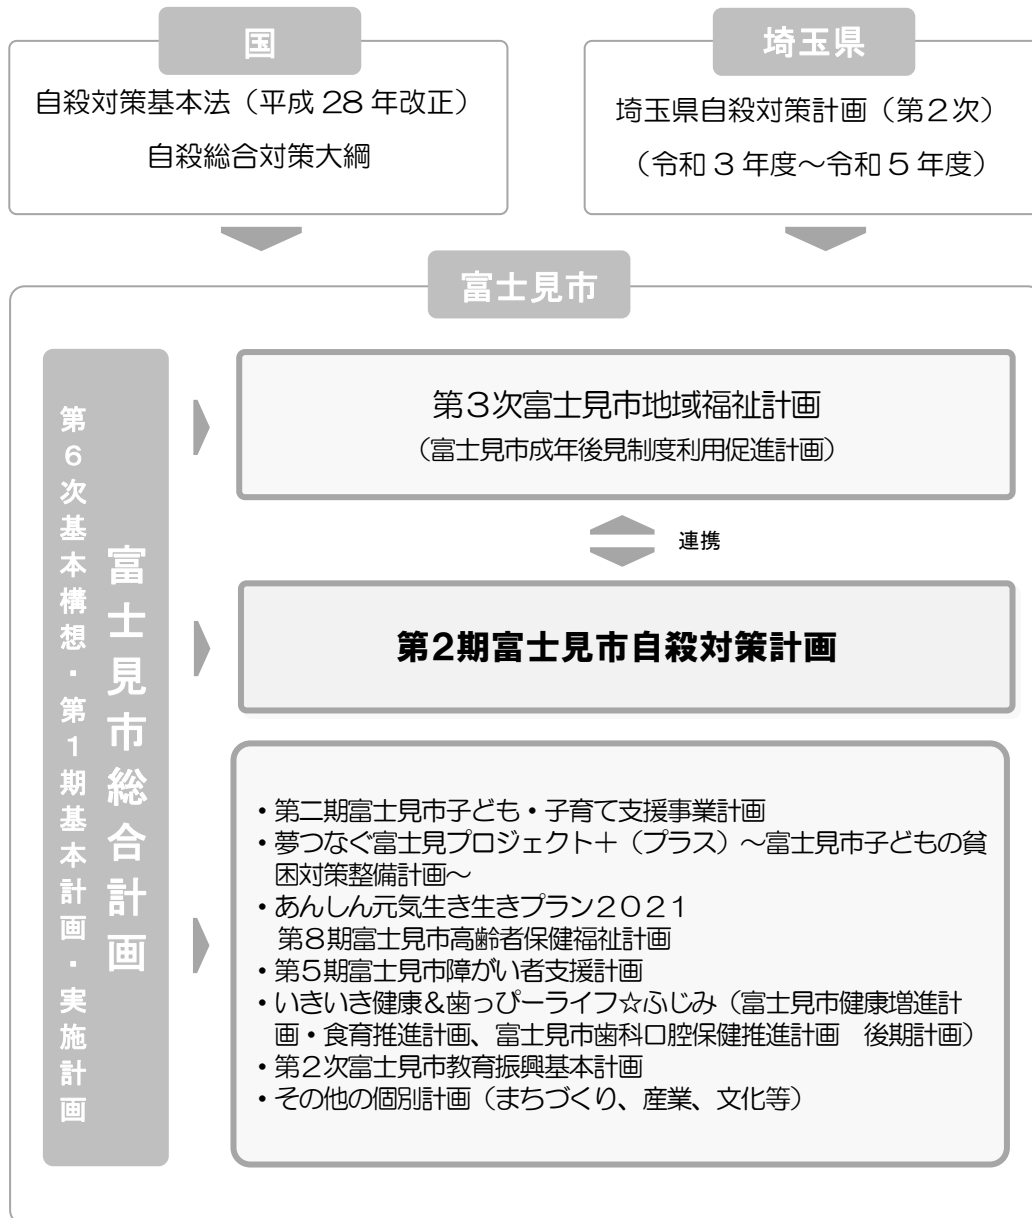 国
自殺対策基本法（平成 28 年改正）
自殺総合対策大綱
埼玉県
埼玉県自殺対策計画（第２次）
（令和 3 年度～令和 5 年度）
富士見市
富士見市総合計画
第６次基本構想・第１期基本計画・実施計画
第３次富士見市地域福祉計画
（富士見市成年後見制度利用促進計画）
連携
第2期富士見市自殺対策計画
・第二期富士見市子ども・子育て支援事業計画
・夢つなぐ富士見プロジェクト＋（プラス）～富士見市子どもの貧
困対策整備計画～
・あんしん元気生き生きプラン２０２１
第８期富士見市高齢者保健福祉計画
・第５期富士見市障がい者支援計画
・いきいき健康＆歯っぴーライフ☆ふじみ（富士見市健康増進計
画・食育推進計画、富士見市歯科口腔保健推進計画　後期計画）
・第２次富士見市教育振興基本計画
・その他の個別計画（まちづくり、産業、文化等）